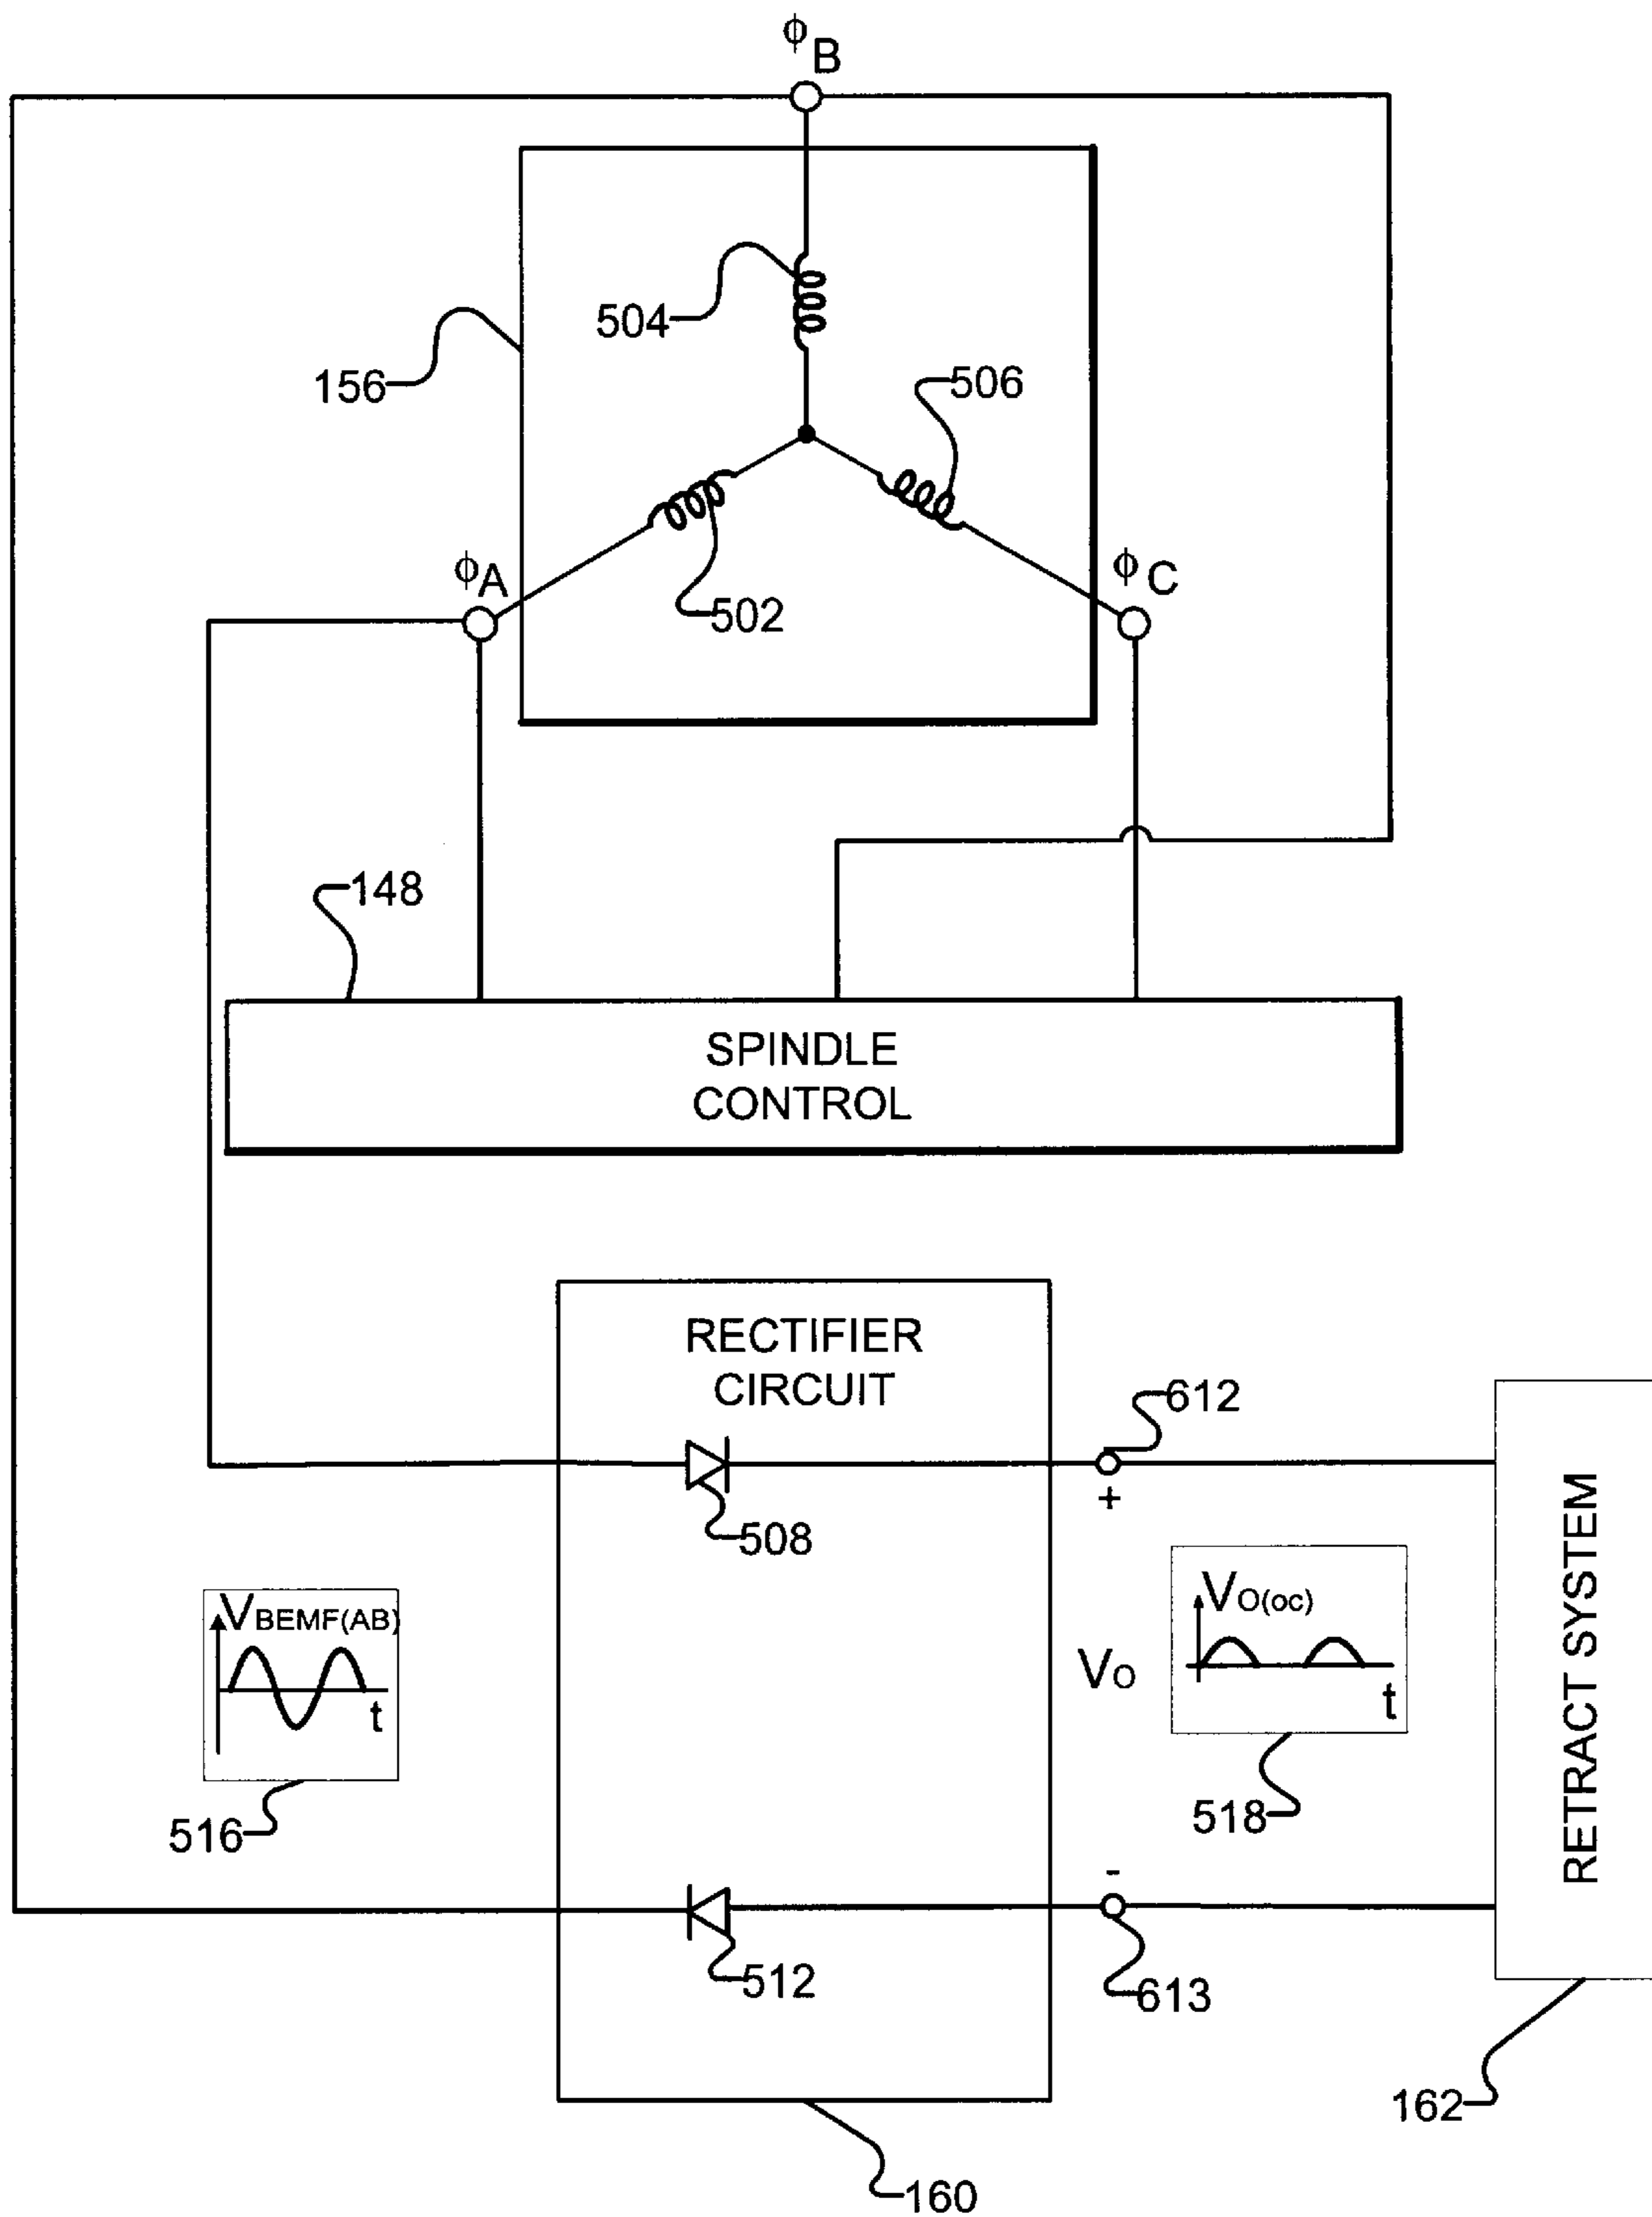 ϕB
504
506
156
ϕA
ϕC
502
148
SPINDLE
CONTROL
RECTIFIER
CIRCUIT
612
+
508
VBEMF(AB)
t
516
VO
VO(oc)
t
518
RETRACT SYSTEM
-
512
613
162
160